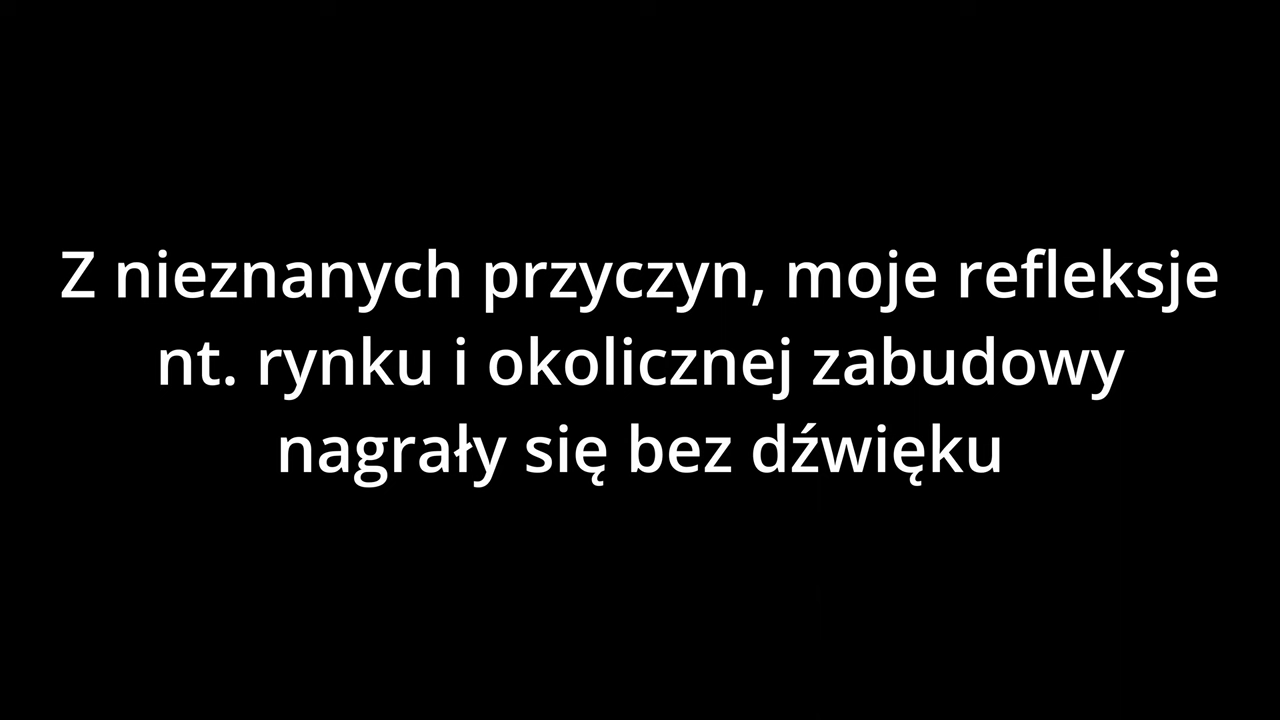 Z nieznanych przyczyn, moje refleksje
nt. rynku i okolicznej zabudowy
nagrały się bez dźwięku